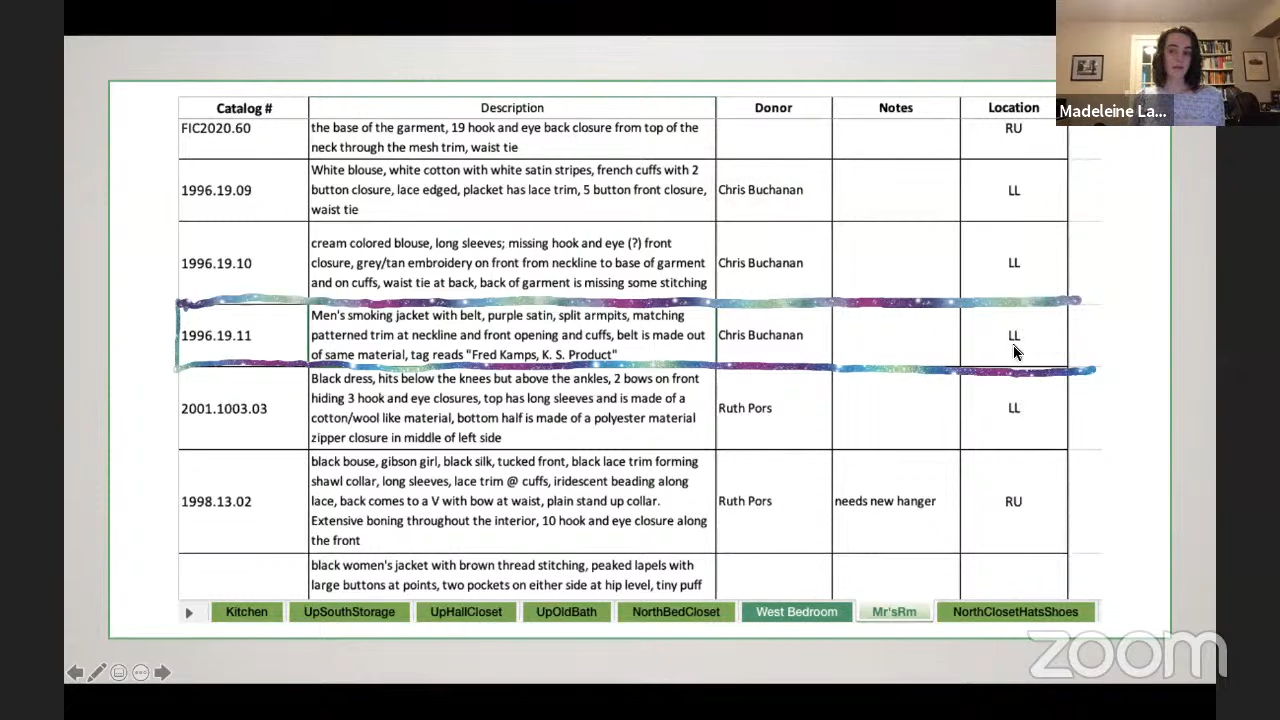 Catalog # Description Donor Notes Location
Madeleine La...
FIC2020.60 the base of the garment, 19 hook and eye back closure from top of the RU
neck through the mesh trim, waist tie
White blouse, white cotton with white satin stripes, french cuffs with 2
1996.19.09 button closure, lace edged, placket has lace trim, 5 button front closure, Chris Buchanan LL
waist tie
cream colored blouse, long sleeves; missing hook and eye (?) front
1996.19.10 closure, grey/tan embroidery on front from neckline to base of garment Chris Buchanan LL
and on cuffs, waist tie at back, back of garment is missing some stitching
Men's smoking jacket with belt, purple satin, split armpits, matching
1996.19.11 patterned trim at neckline and front opening and cuffs, belt is made out Chris Buchanan LL
of same material, tag reads "Fred Kamps, K. S. Product"
Black dress, hits below the knees but above the ankles, 2 bows on front
2001.1003.03 hiding 3 hook and eye closures, top has long sleeves and is made of a Ruth Pors LL
cotton/wool like material, bottom half is made of a polyester material
zipper closure in middle of left side
black bouse, gibson girl, black silk, tucked front, black lace trim forming
shawl collar, long sleeves, lace trim @ cuffs, iridescent beading along
1998.13.02 lace, back comes to a V with bow at waist, plain stand up collar. Ruth Pors needs new hanger RU
Extensive boning throughout the interior, 10 hook and eye closure along
the front
black women's jacket with brown thread stitching, peaked lapels with
large buttons at points, two pockets on either side at hip level, tiny puff
Kitchen UpSouthStorage UpHallCloset UpOldBath NorthBedCloset West Bedroom Mr'sRm NorthClosetHatsShoes
zoom